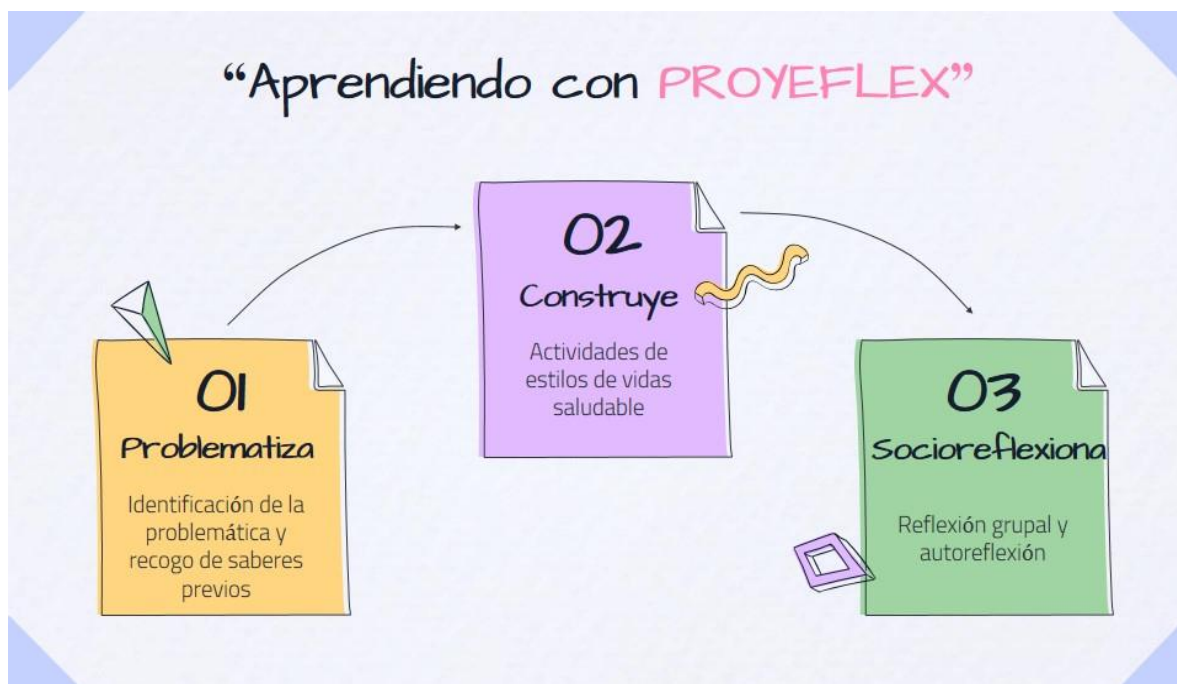 “Aprendiendo con PROYEFLEX”
01
Problematiza
Identificación de la
problemática y
recogo de saberes
previos
02
Construye
Actividades de
estilos de vidas
saludable
03
Socioreflexiona
Reflexión grupal y
autoreflexión